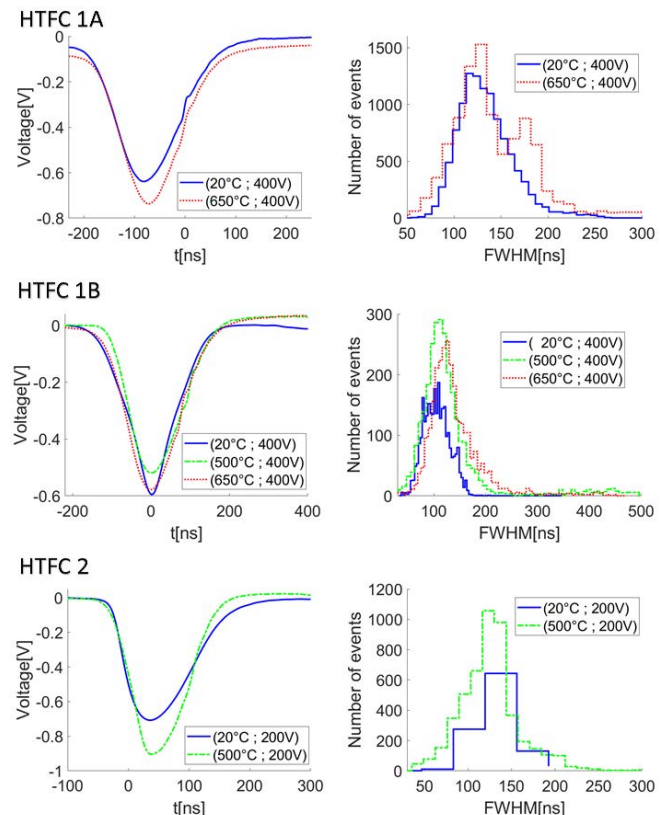 HTFC 1A
0
-0.2
-0.4
-0.6
-0.8
Voltage[V]
(20°C ; 400V)
(650°C ; 400V)
-200 -100 0 100 200
t[ns]
1500
1000
500
0
Number of events
(20°C ; 400V)
(650°C ; 400V)
50 100 150 200 250 300
FWHM[ns]
HTFC 1B
0
-0.2
-0.4
-0.6
Voltage[V]
(20°C ; 400V)
(500°C ; 400V)
(650°C ; 400V)
-200 0 200 400
t[ns]
300
200
100
0
Number of events
( 20°C ; 400V)
(500°C ; 400V)
(650°C ; 400V)
100 200 300 400 500
FWHM[ns]
HTFC 2
0
-0.2
-0.4
-0.6
-0.8
-1
Voltage[V]
(20°C ; 200V)
(500°C ; 200V)
0 100 200 300
t[ns]
1200
1000
800
600
400
200
0
Number of events
(20°C ; 200V)
(500°C ; 200V)
50 100 150 200 250 300
FWHM[ns]